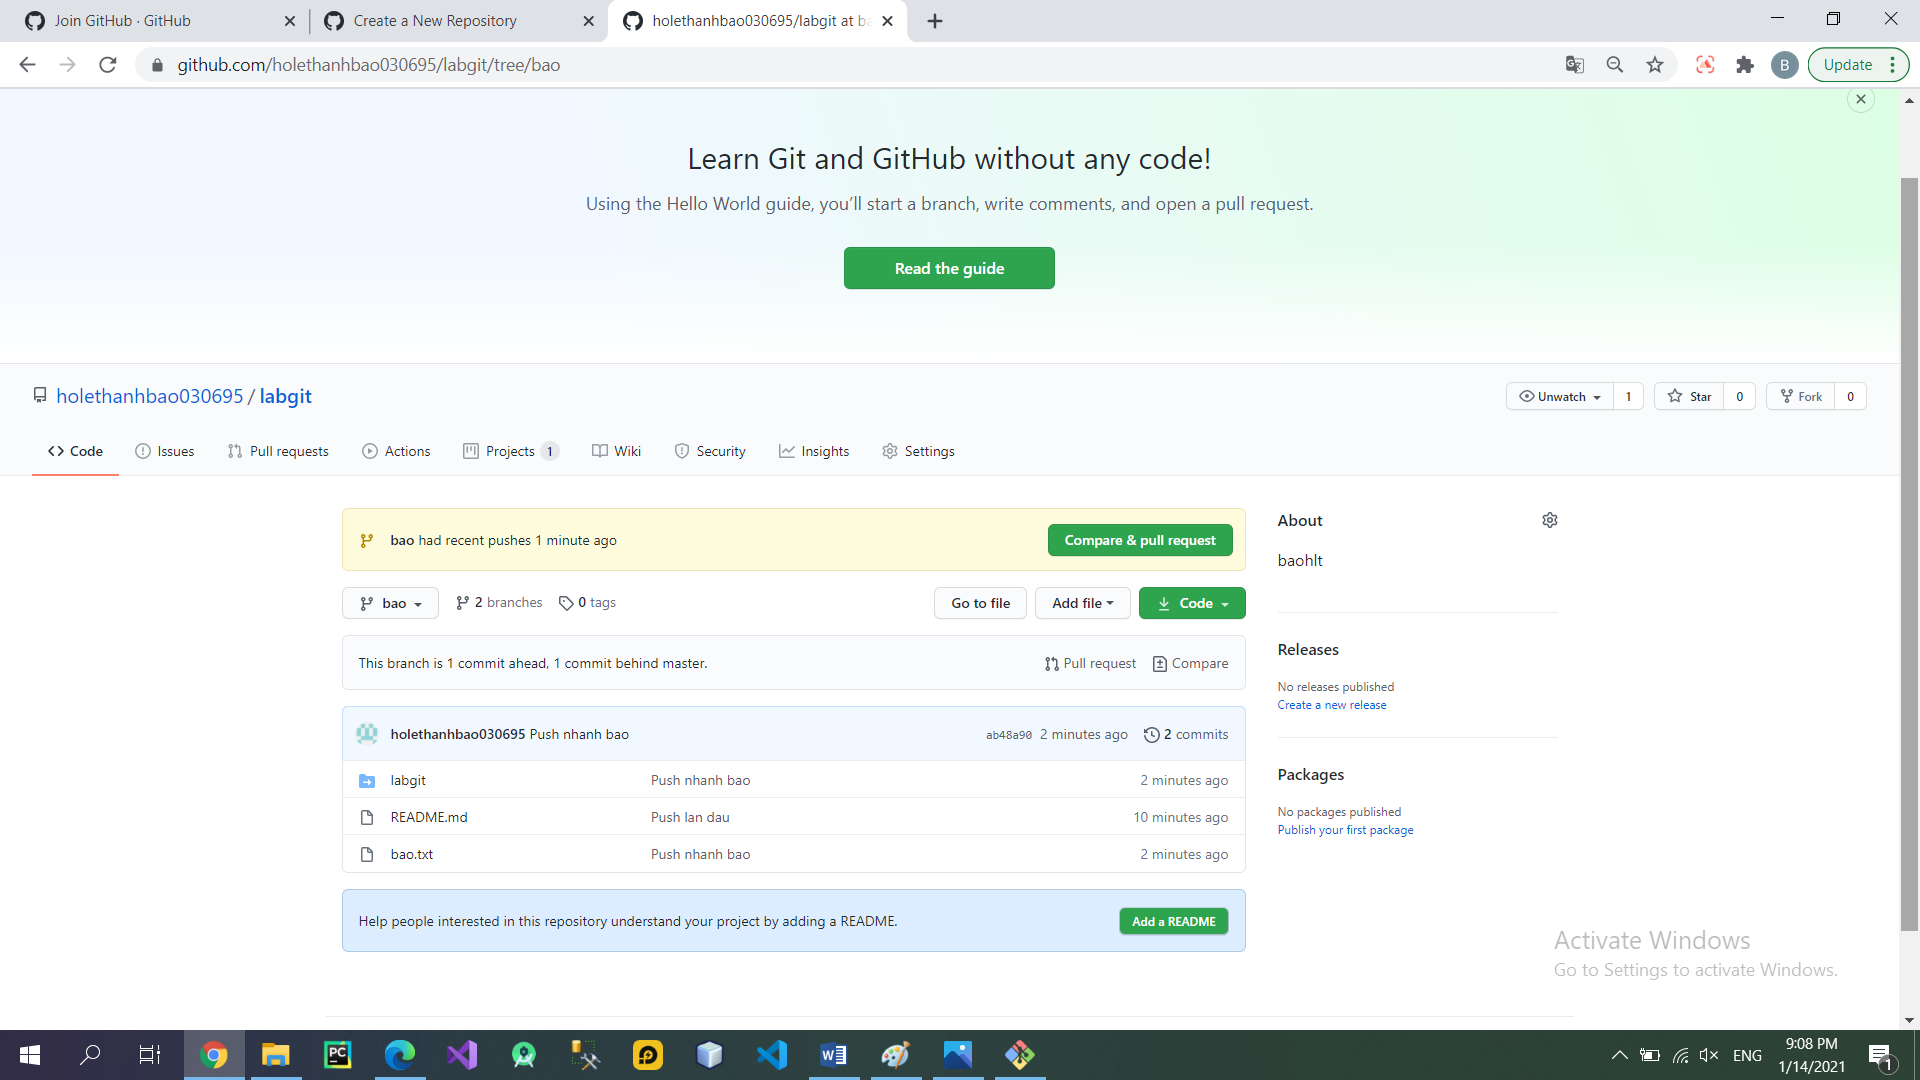 Join GitHub · GitHub
Create a New Repository
holethanhbao030695/labgit at ba
github.com/holethanhbao030695/labgit/tree/bao
B
Update
Learn Git and GitHub without any code!
Using the Hello World guide, you’ll start a branch, write comments, and open a pull request.
Read the guide
holethanhbao030695 / labgit
Unwatch 1 Star 0 Fork 0
Code Issues Pull requests Actions Projects 1 Wiki Security Insights Settings
bao had recent pushes 1 minute ago
Compare & pull request
About
baohlt
bao 2 branches 0 tags
Go to file Add file Code
This branch is 1 commit ahead, 1 commit behind master.
Pull request Compare
Releases
No releases published
Create a new release
holethanhbao030695 Push nhanh bao
ab48a90 2 minutes ago 2 commits
labgit Push nhanh bao 2 minutes ago
README.md Push lan dau 10 minutes ago
bao.txt Push nhanh bao 2 minutes ago
Packages
No packages published
Publish your first package
Help people interested in this repository understand your project by adding a README.
Add a README
Activate Windows
Go to Settings to activate Windows.
PC
W
ENG
9:08 PM
1/14/2021
1